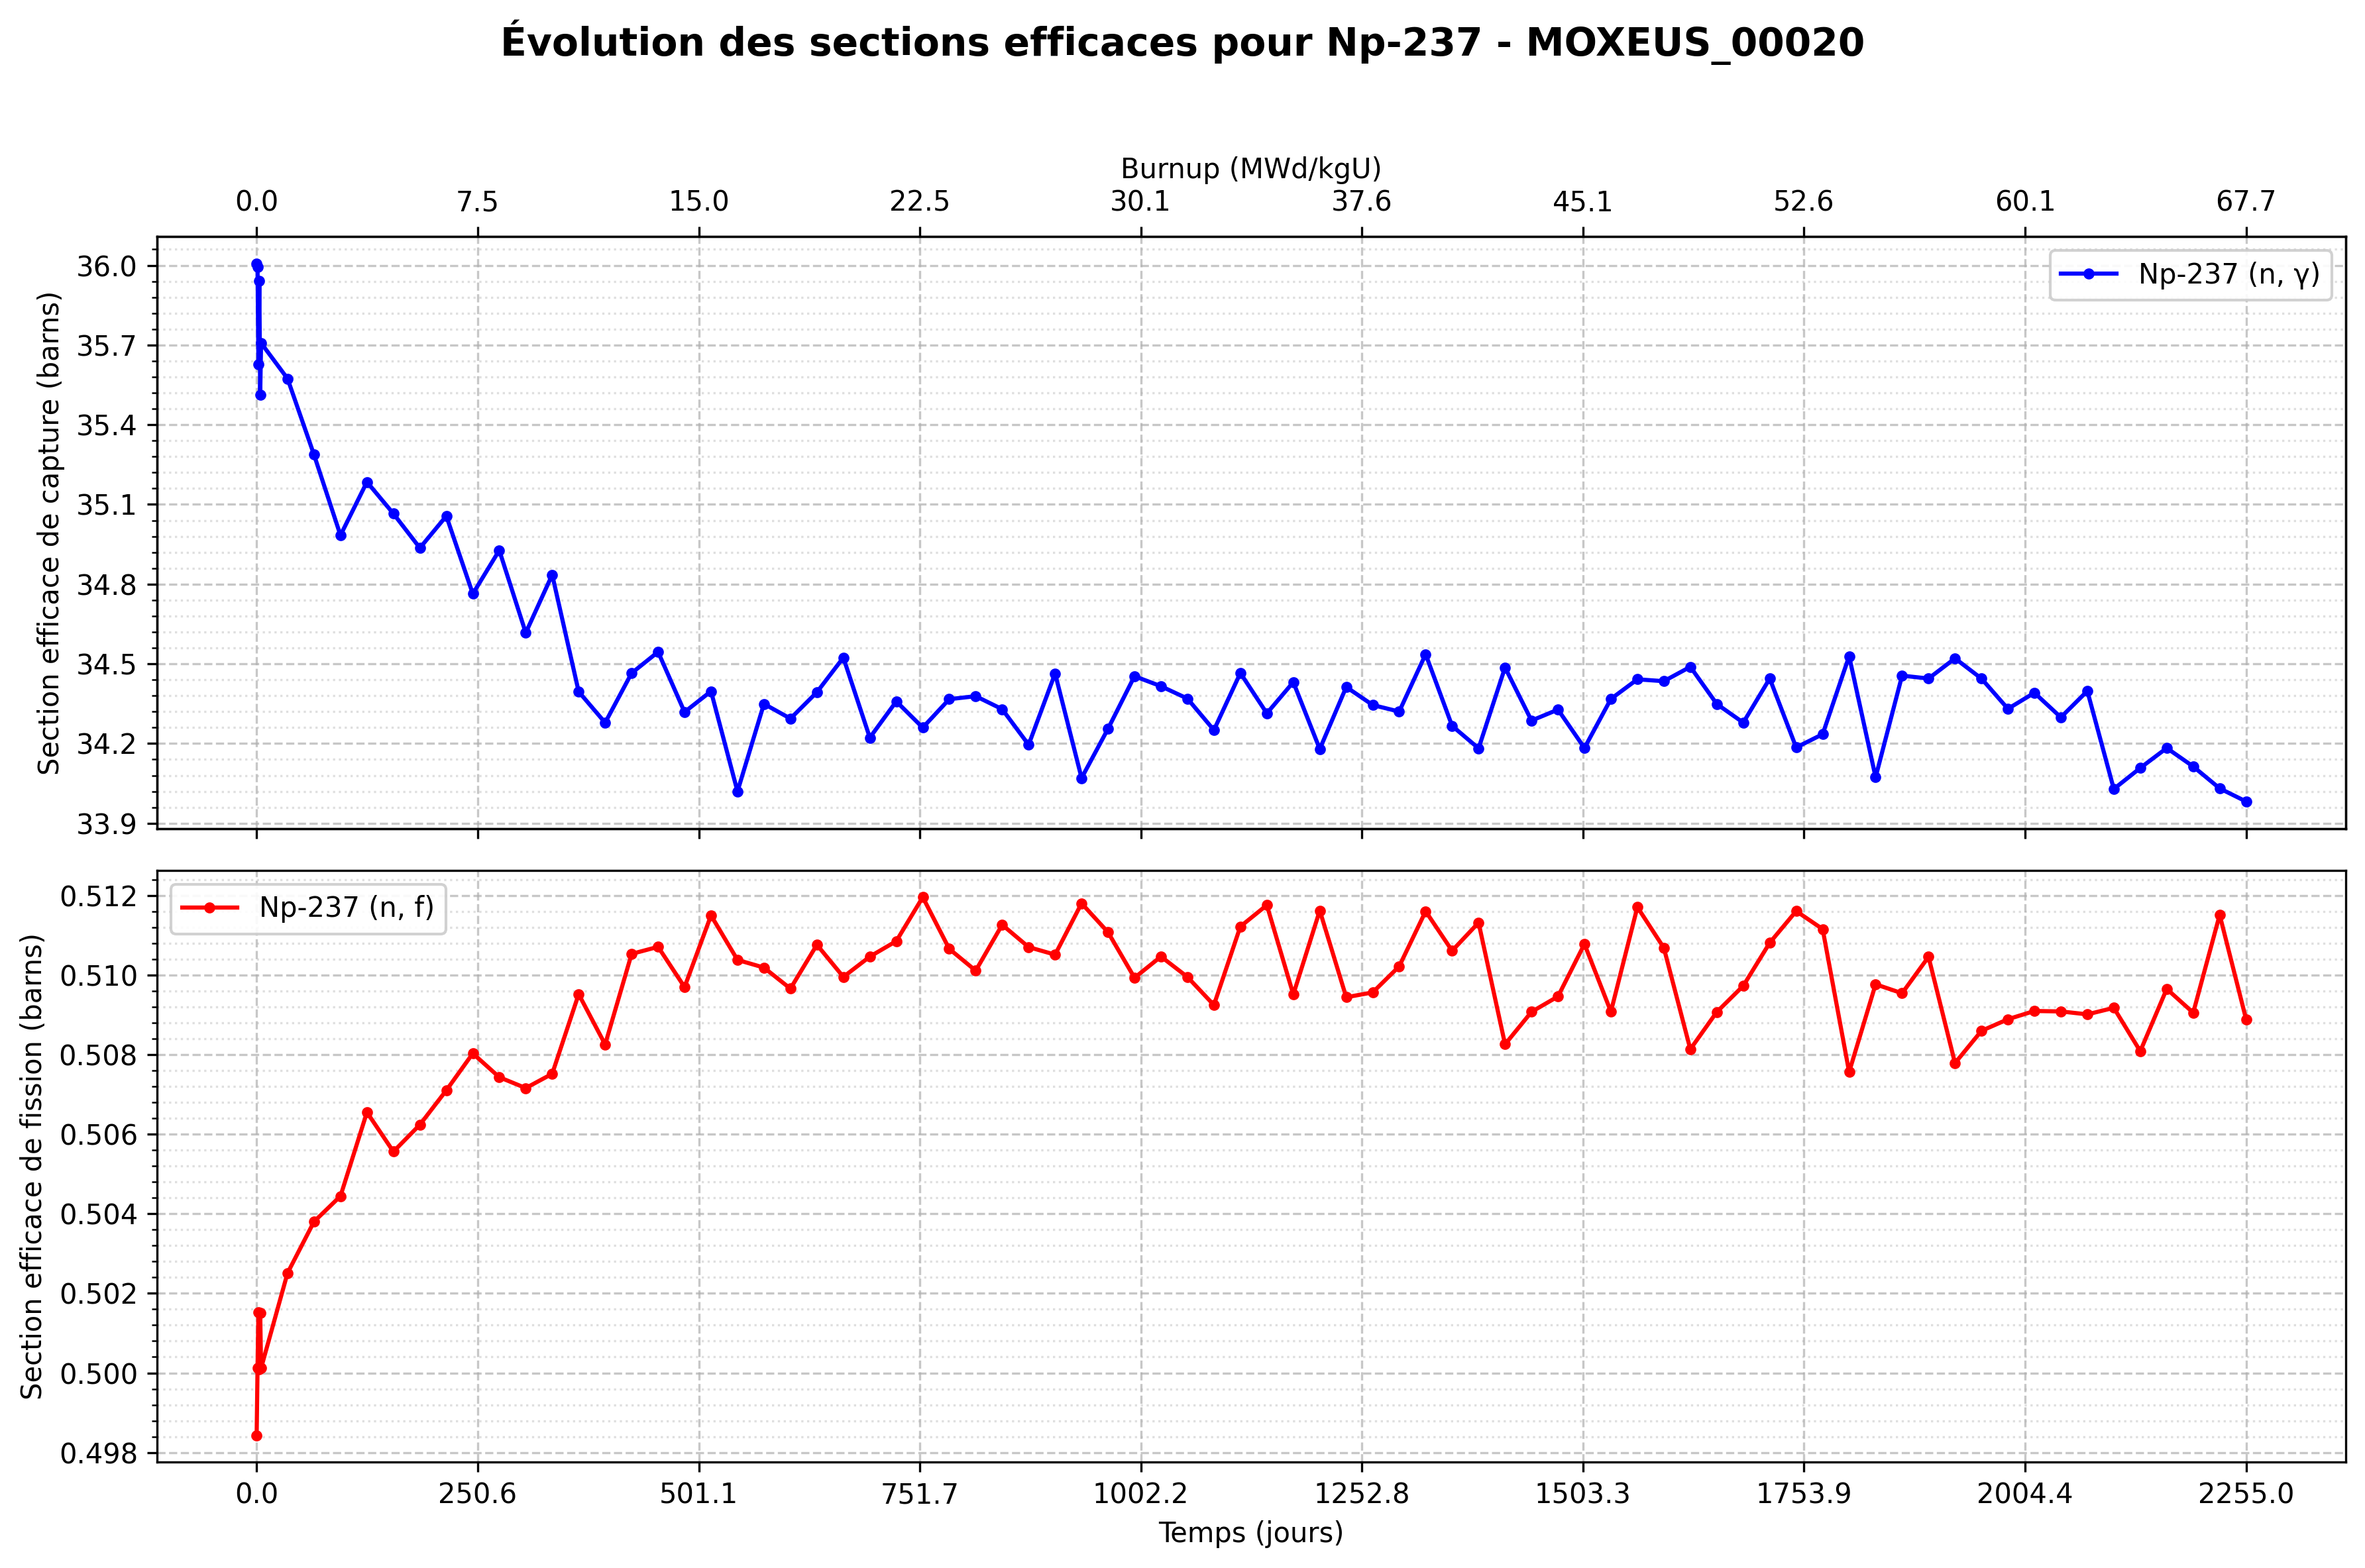 Évolution des sections efficaces pour Np-237 - MOXEUS_00020
Burnup (MWd/kgU)
0.0 7.5 15.0 22.5 30.1 37.6 45.1 52.6 60.1 67.7
Section efficace de capture (barns)
36.0
35.7
35.4
35.1
34.8
34.5
34.2
33.9
Np-237 (n, γ)
Section efficace de fission (barns)
0.512
0.510
0.508
0.506
0.504
0.502
0.500
0.498
Np-237 (n, f)
0.0 250.6 501.1 751.7 1002.2 1252.8 1503.3 1753.9 2004.4 2255.0
Temps (jours)